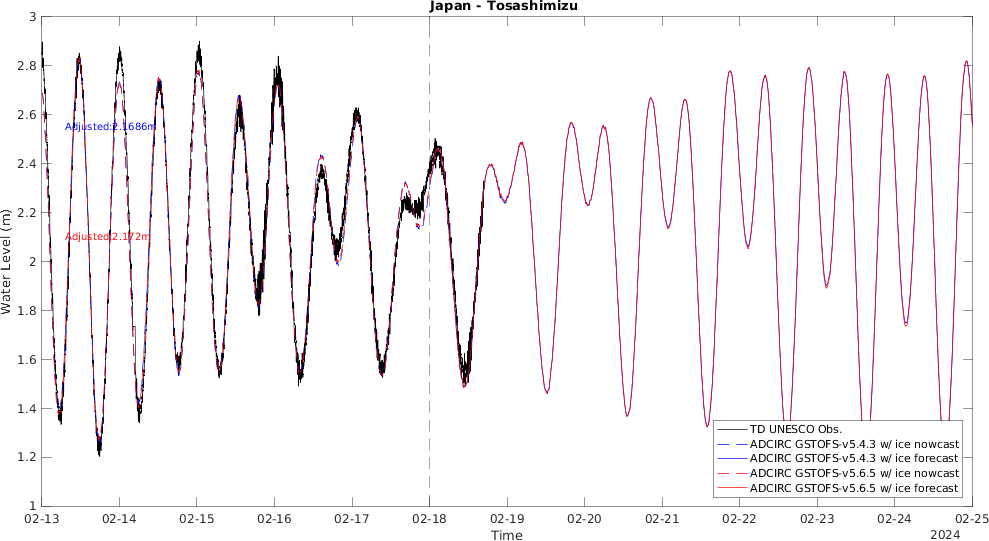 Japan - Tosashimizu
3
2.8
2.6
2.4
2.2
2
1.8
1.6
1.4
1.2
1
Water Level (m)
Adjusted:2.1686m
Adjusted:2.172m
TD UNESCO Obs.
ADCIRC GSTOFS-v5.4.3 w/ ice nowcast
ADCIRC GSTOFS-v5.4.3 w/ ice forecast
ADCIRC GSTOFS-v5.6.5 w/ ice nowcast
ADCIRC GSTOFS-v5.6.5 w/ ice forecast
02-13 02-14 02-15 02-16 02-17 02-18 02-19 02-20 02-21 02-22 02-23 02-24 02-25
Time
2024